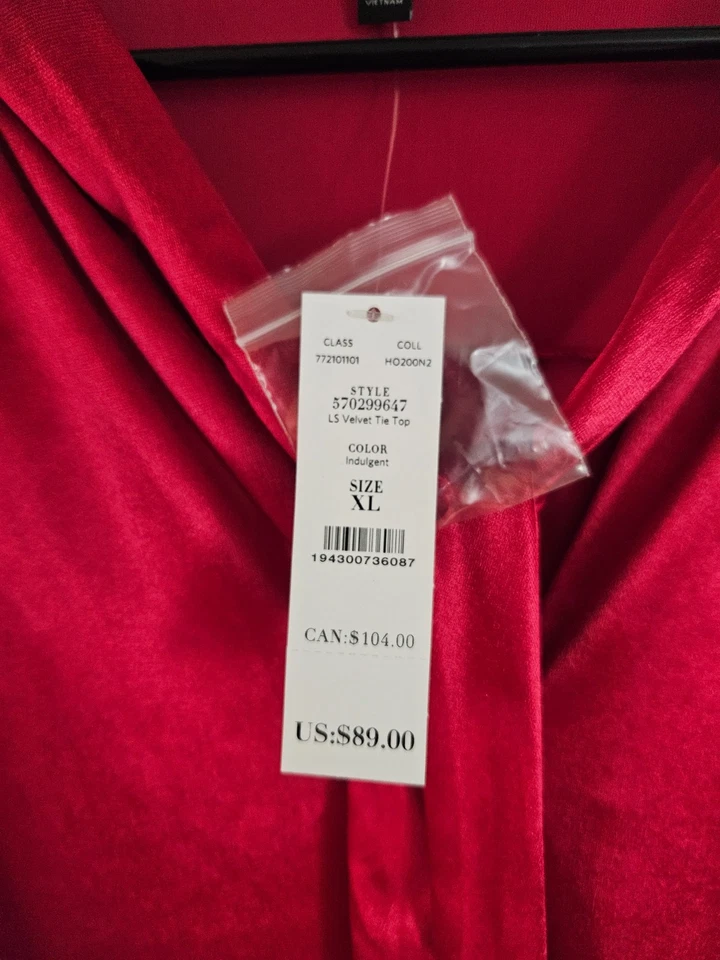 VIETNAM
CLASS COLL
772101101 HO200N2
STYLE
570299647
LS Velvet Tie Top
COLOR
Indulgent
SIZE
XL
194300736087
CAN:$104.00
US:$89.00